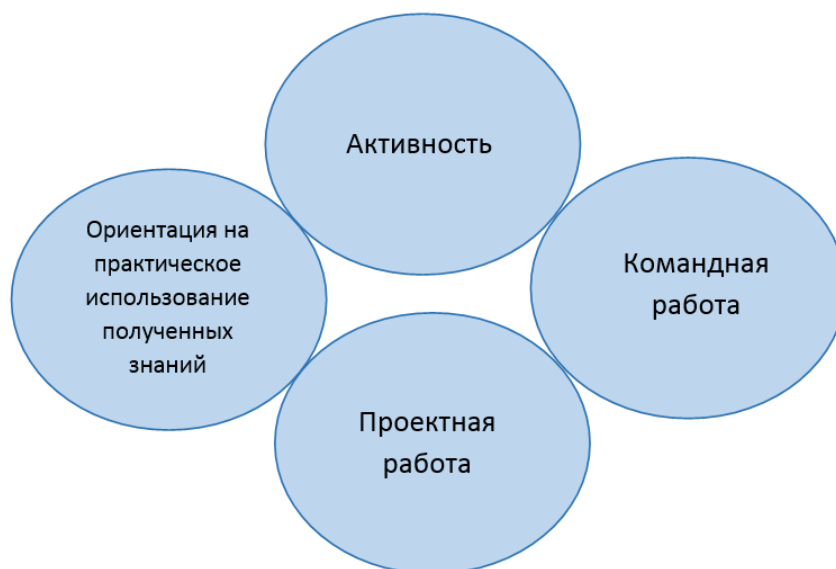 Активность
Ориентация на
практическое
использование
полученных
знаний
Командная
работа
Проектная
работа